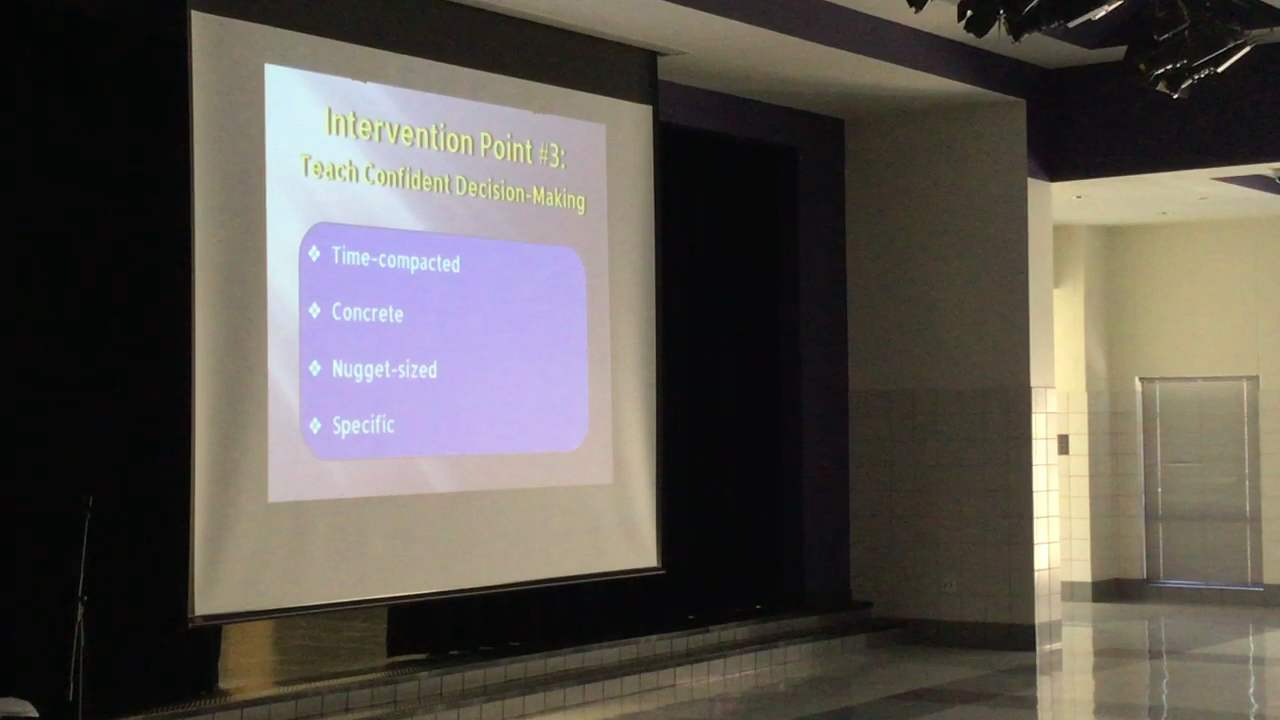 Intervention Point #3:
Teach Confident Decision-Making
❖ Time-compacted
❖ Concrete
❖ Nugget-sized
❖ Specific